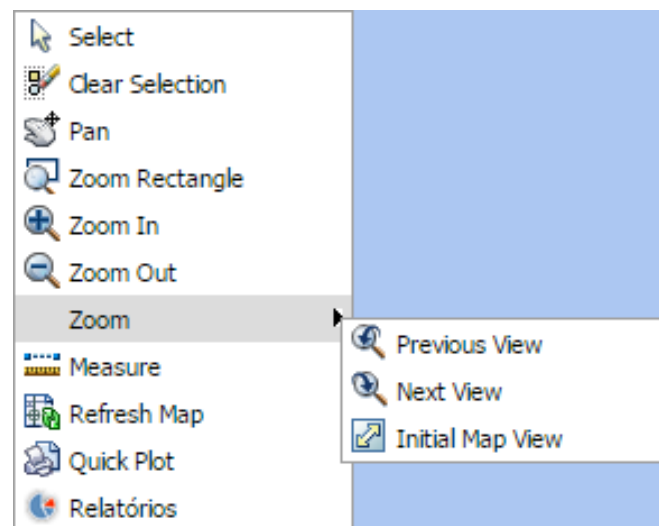 Select
Clear Selection
Pan
Zoom Rectangle
Zoom In
Zoom Out
Zoom
Previous View
Next View
Initial Map View
Measure
Refresh Map
Quick Plot
Relatórios